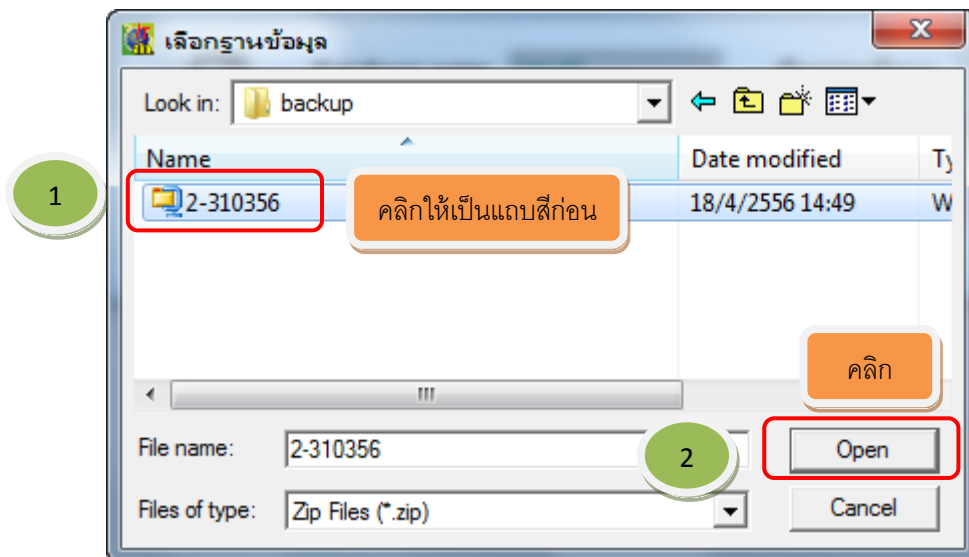 เลือกฐานข้อมูล
Look in: backup
Name Date modified Ty
1 2-310356 คลิกให้เป็นแถบสีก่อน 18/4/2556 14:49 W
คลิก
File name: 2-310356 2 Open
Files of type: Zip Files (*.zip) Cancel